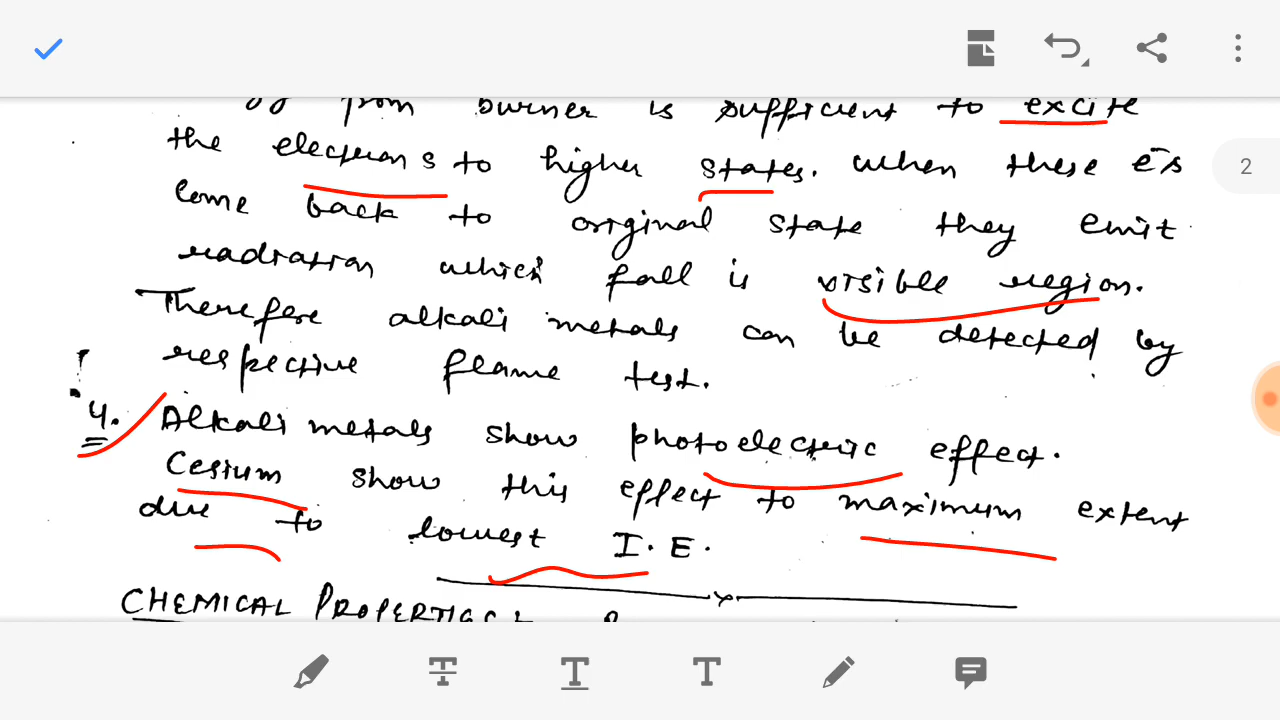 from burner is sufficient to excite
the electrons to higher states. when these e⁻s
2
come back to original state they emit
radiation which fall is visible region.
Therefore alkali metals can be detected by
respective flame test.
4. Alkali metals show photoelectric effect.
Cesium show this effect to maximum extent
due to lowest I.E.
CHEMICAL PROPERTIES
T T T